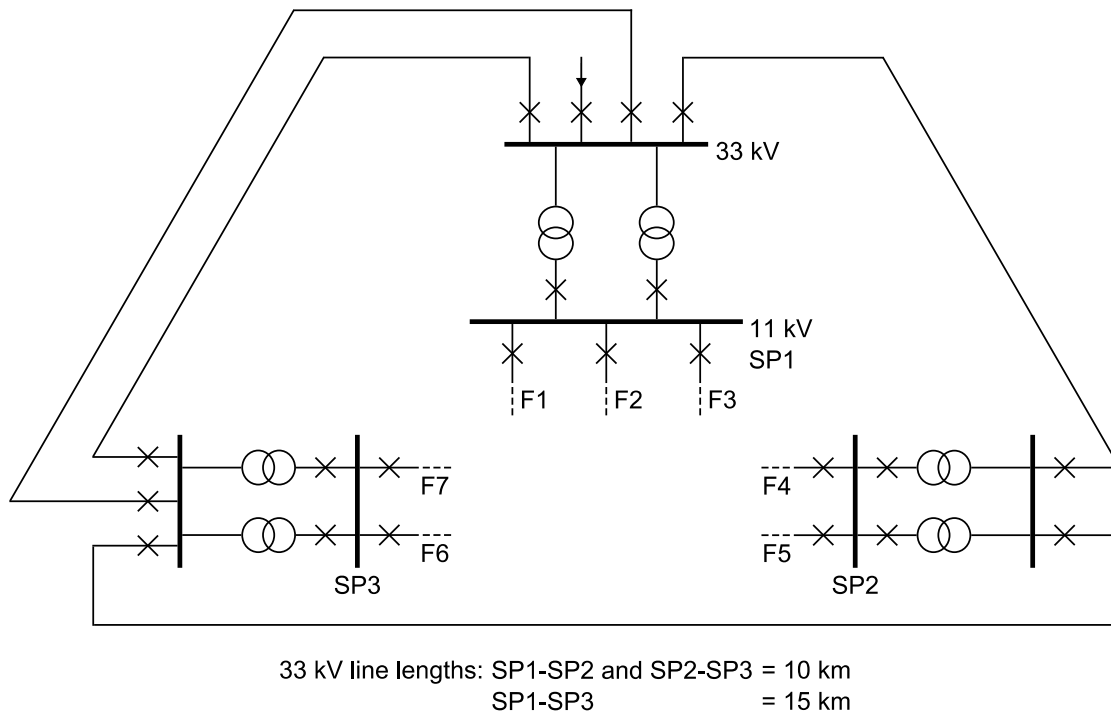 33 kV
11 kV
SP1
F1
F2
F3
F7
F4
F6
F5
SP3
SP2
33 kV line lengths: SP1-SP2 and SP2-SP3 = 10 km
SP1-SP3 = 15 km